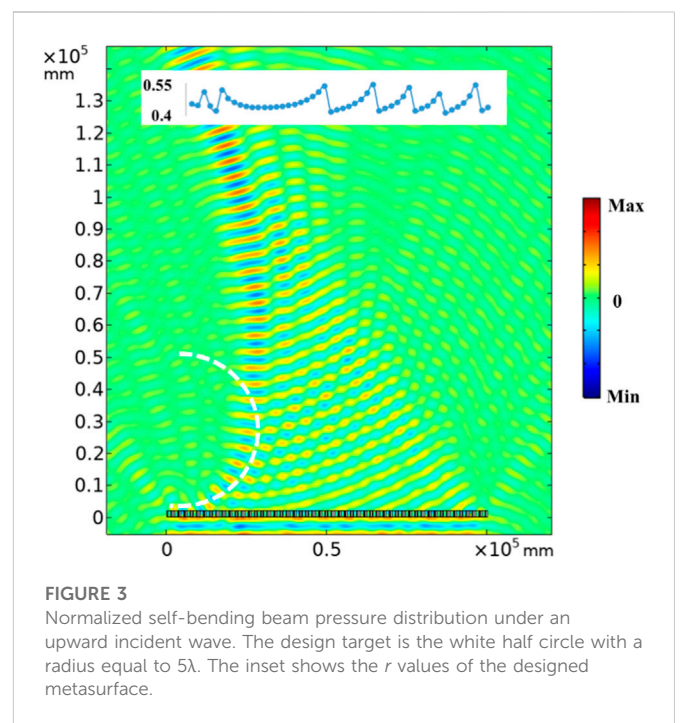 ×10⁵
mm
0.55
0.4
1.3
1.2
1.1
1
0.9
0.8
0.7
0.6
0.5
0.4
0.3
0.2
0.1
0
0
0.5
×10⁵ mm
Max
0
Min
FIGURE 3
Normalized self-bending beam pressure distribution under an
upward incident wave. The design target is the white half circle with a
radius equal to 5λ. The inset shows the r values of the designed
metasurface.